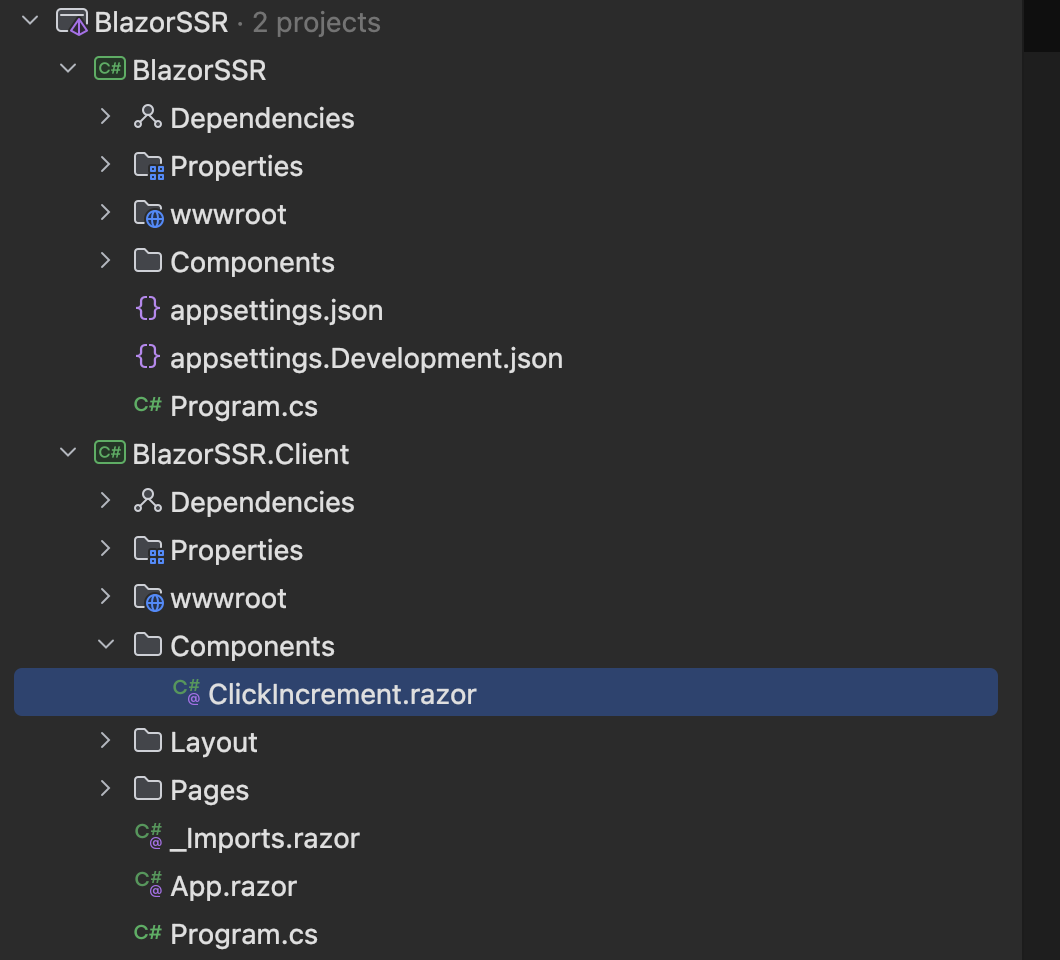 BlazorSSR · 2 projects
C# BlazorSSR
Dependencies
Properties
wwwroot
Components
{} appsettings.json
{} appsettings.Development.json
C# Program.cs
C# BlazorSSR.Client
Dependencies
Properties
wwwroot
Components
C#@ ClickIncrement.razor
Layout
Pages
C#@ _Imports.razor
C#@ App.razor
C# Program.cs